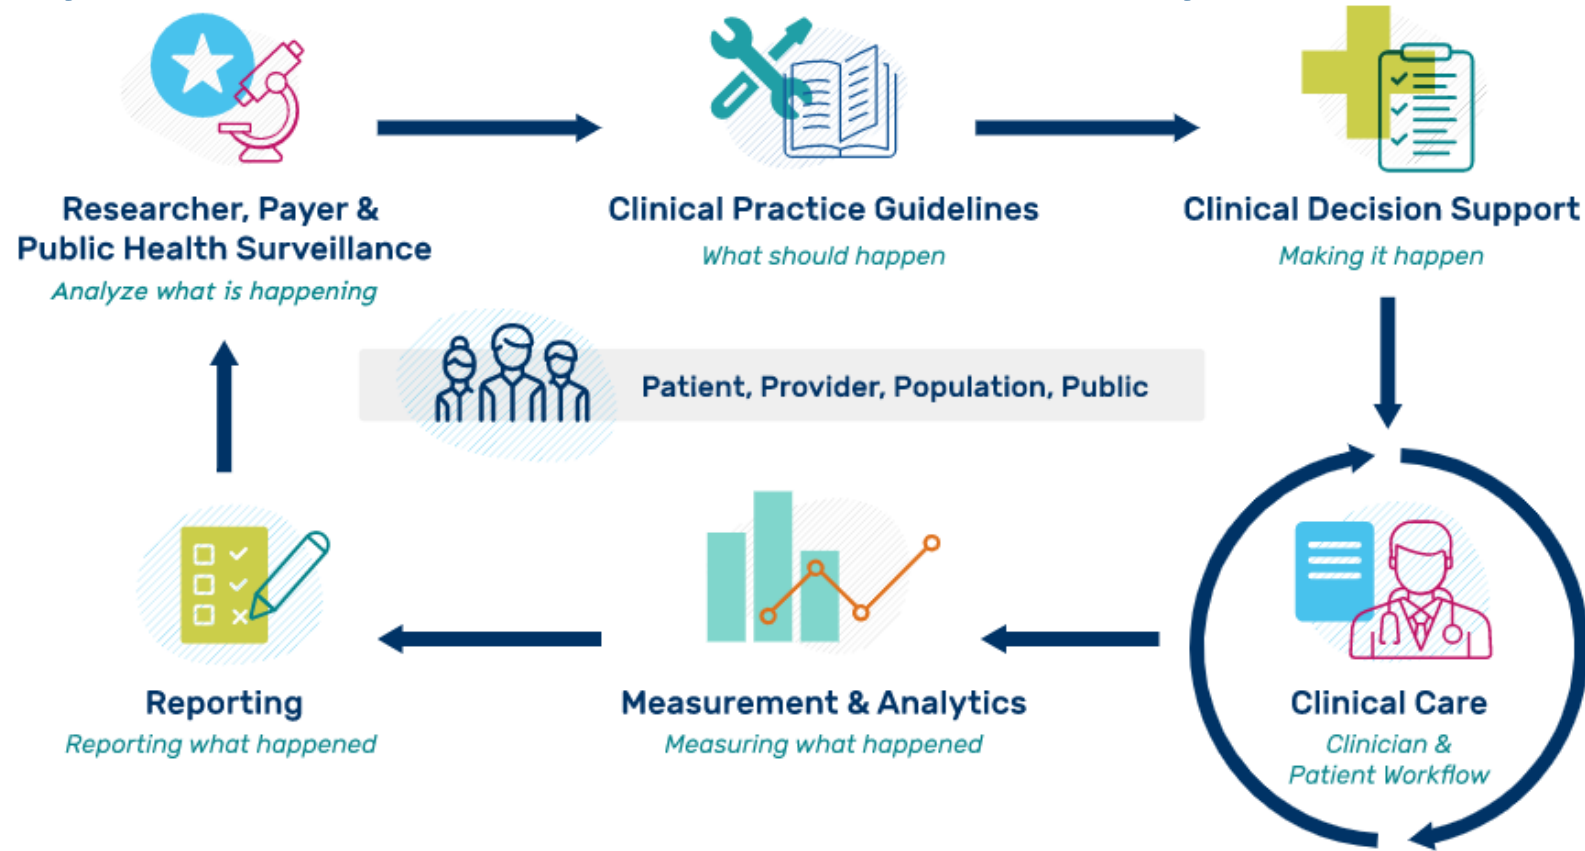 Researcher, Payer &
Public Health Surveillance
Analyze what is happening
Clinical Practice Guidelines
What should happen
Clinical Decision Support
Making it happen
Patient, Provider, Population, Public
Reporting
Reporting what happened
Measurement & Analytics
Measuring what happened
Clinical Care
Clinician &
Patient Workflow